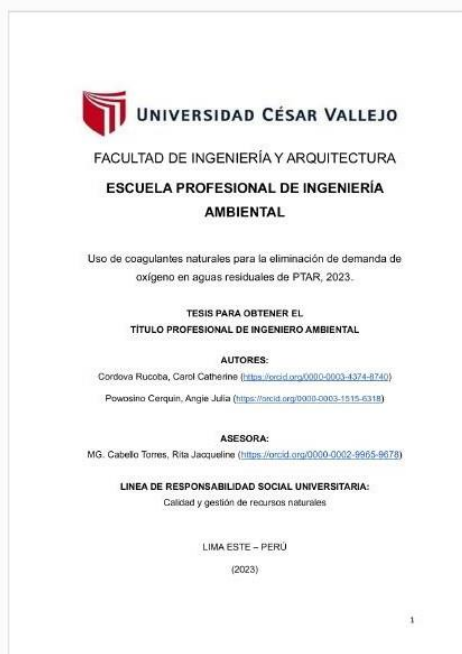 UNIVERSIDAD CÉSAR VALLEJO
FACULTAD DE INGENIERÍA Y ARQUITECTURA
ESCUELA PROFESIONAL DE INGENIERÍA
AMBIENTAL
Uso de coagulantes naturales para la eliminación de demanda de
oxígeno en aguas residuales de PTAR, 2023.
TESIS PARA OBTENER EL
TÍTULO PROFESIONAL DE INGENIERO AMBIENTAL
AUTORES:
Cordova Rucoba, Carol Catherine (https://orcid.org/0000-0003-4374-8740)
Powosino Cerquin, Angie Julia (https://orcid.org/0000-0003-1515-6318)
ASESORA:
MG. Cabello Torres, Rita Jacqueline (https://orcid.org/0000-0002-9965-9678)
LINEA DE RESPONSABILIDAD SOCIAL UNIVERSITARIA:
Calidad y gestión de recursos naturales
LIMA ESTE – PERÚ
(2023)
1